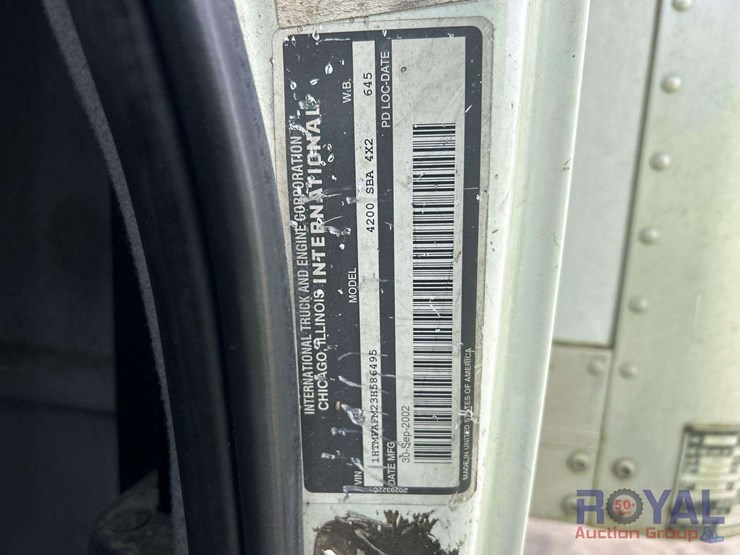 INTERNATIONAL TRUCK AND ENGINE CORPORATION
CHICAGO, ILLINOIS INTERNATIONAL
MODEL W.B.
4200 SBA 4X2 645
VIN 1HTMPAFM23H586495
DATE MFG PD LOC-DATE
30-Sep-2002
MADE IN UNITED STATES OF AMERICA
ROYAL
50
Auction Group